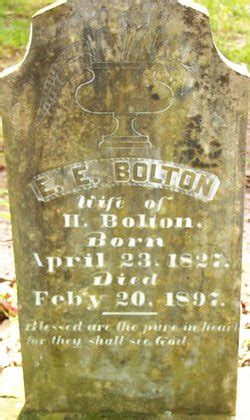 E. E. BOLTON
Wife of
H. Bolton.
Born
April 23. 1827.
Died
Feb'y 20, 1897.
Blessed are the pure in heart
for they shall see God.